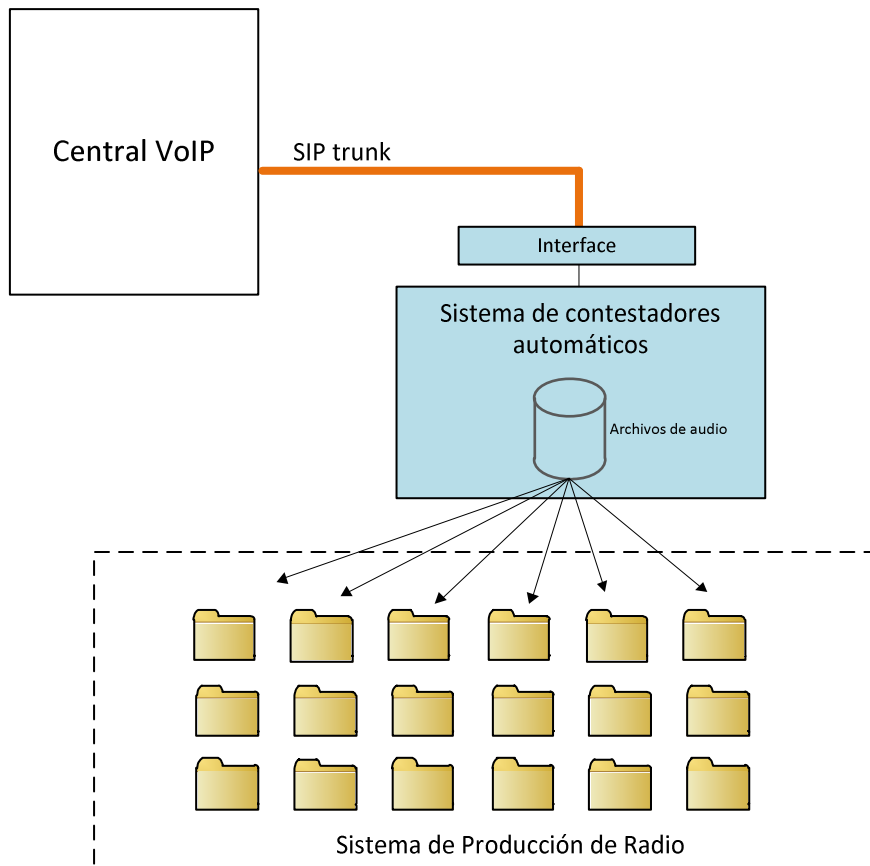 Central VoIP
SIP trunk
Interface
Sistema de contestadores
automáticos
Archivos de audio
Sistema de Producción de Radio